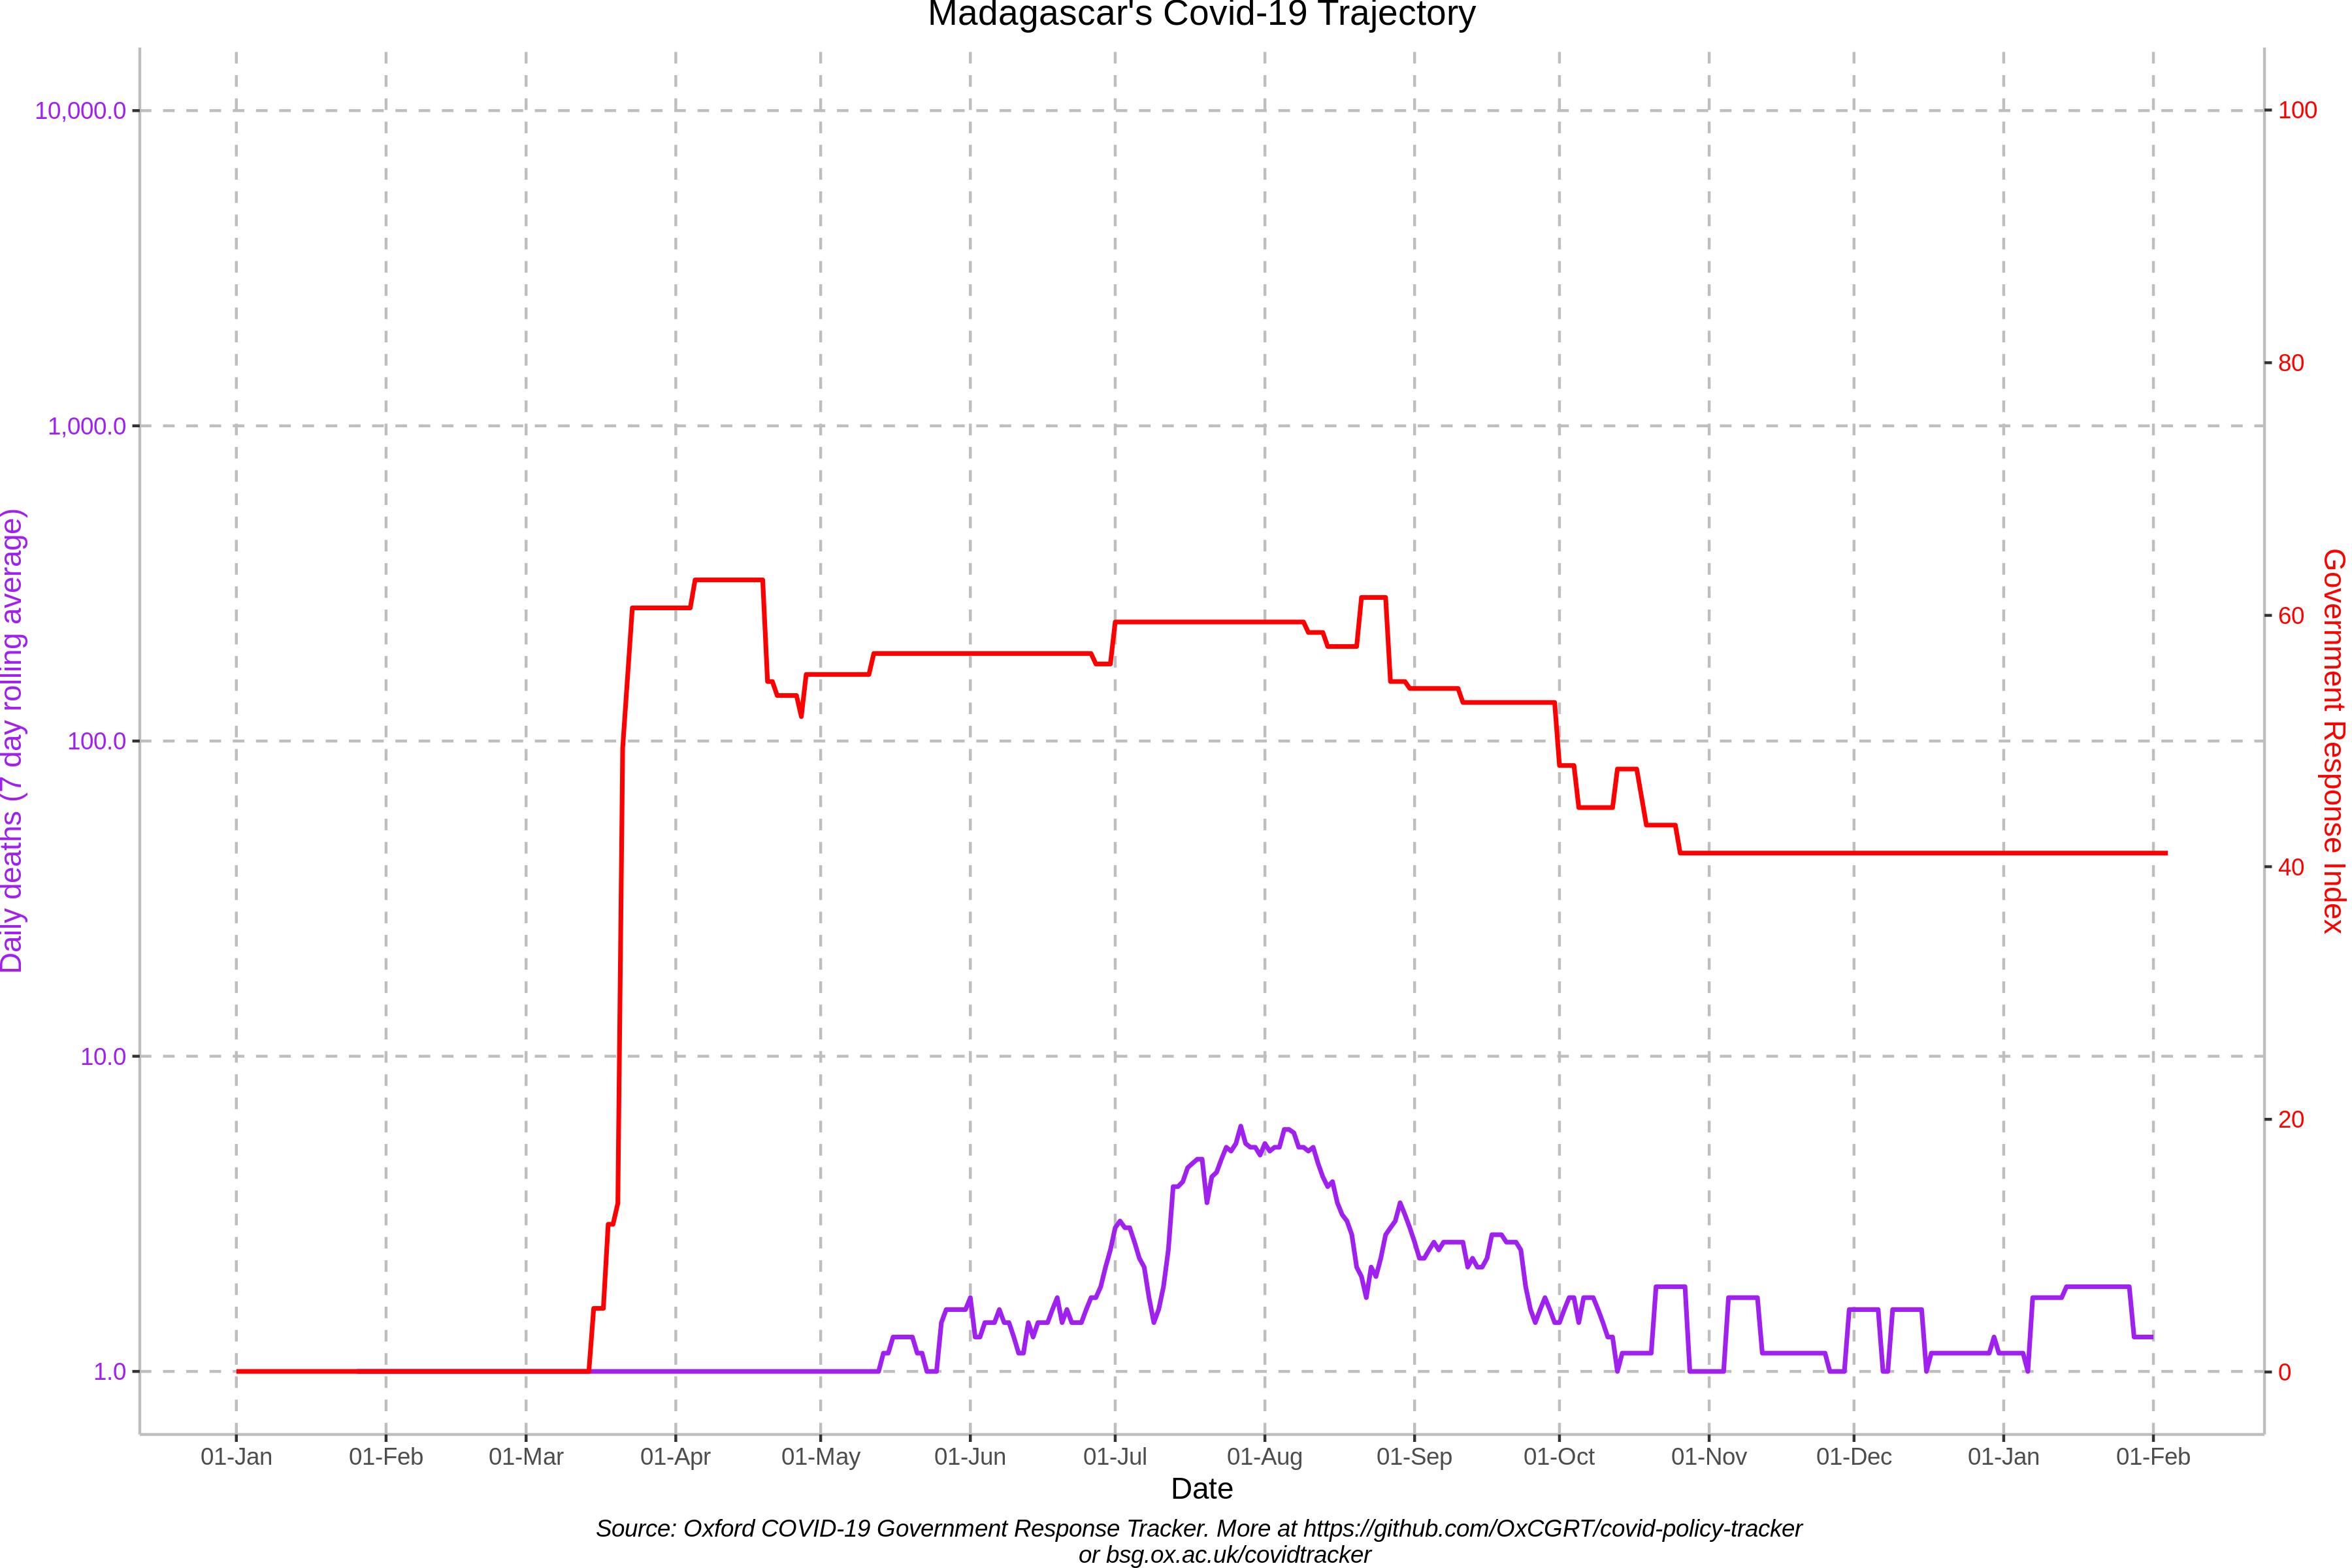 Madagascar's Covid-19 Trajectory
10,000.0
1,000.0
100.0
10.0
1.0
Daily deaths (7 day rolling average)
100
80
60
40
20
0
Government Response Index
01-Jan 01-Feb 01-Mar 01-Apr 01-May 01-Jun 01-Jul 01-Aug 01-Sep 01-Oct 01-Nov 01-Dec 01-Jan 01-Feb
Date
Source: Oxford COVID-19 Government Response Tracker. More at https://github.com/OxCGRT/covid-policy-tracker
or bsg.ox.ac.uk/covidtracker